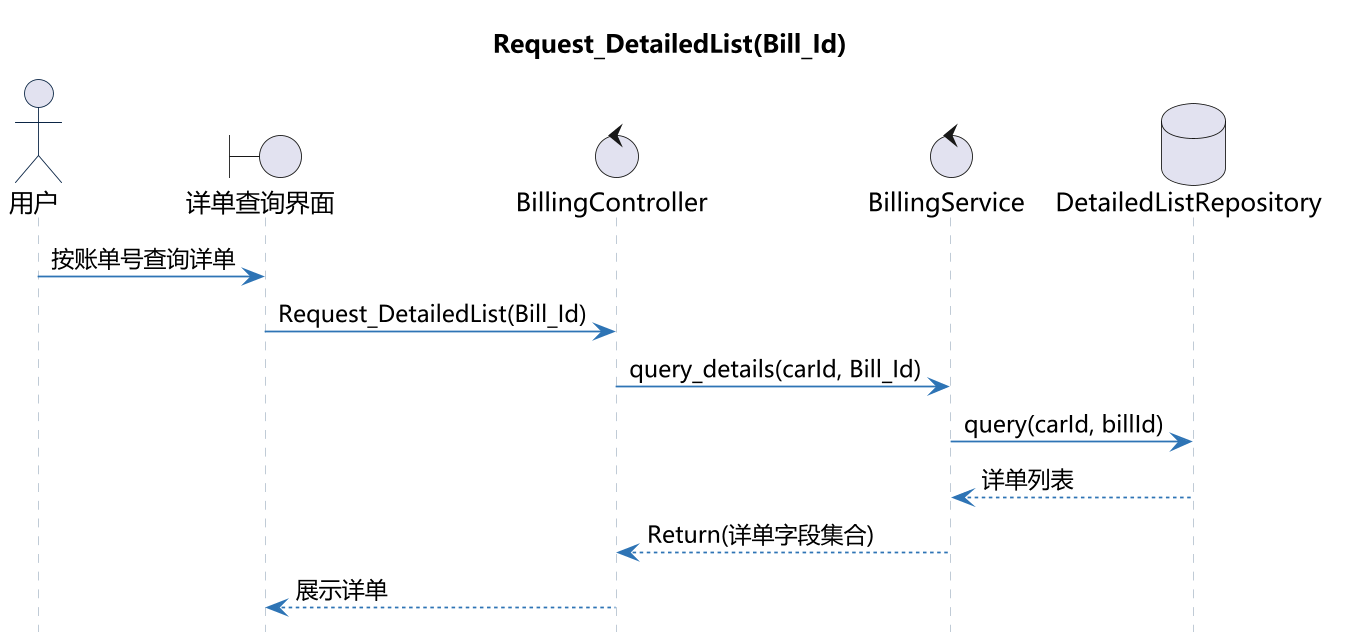 Request_DetailedList(Bill_Id)
用户
详单查询界面
BillingController
BillingService
DetailedListRepository
按账单号查询详单
Request_DetailedList(Bill_Id)
query_details(carId, Bill_Id)
query(carId, billId)
详单列表
Return(详单字段集合)
展示详单